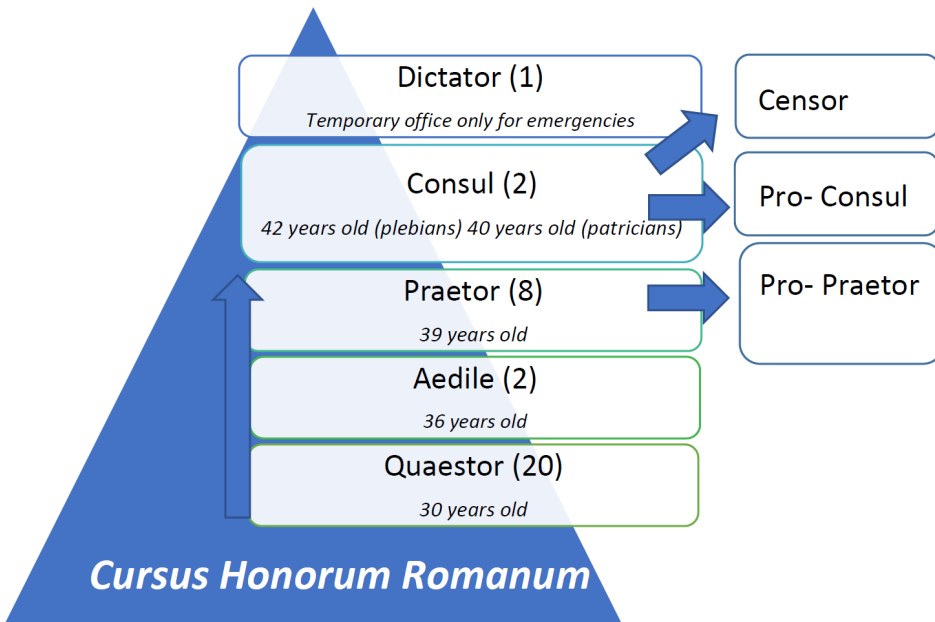 Dictator (1)
Temporary office only for emergencies
Censor
Consul (2)
42 years old (plebians) 40 years old (patricians)
Pro- Consul
Praetor (8)
39 years old
Pro- Praetor
Aedile (2)
36 years old
Quaestor (20)
30 years old
Cursus Honorum Romanum